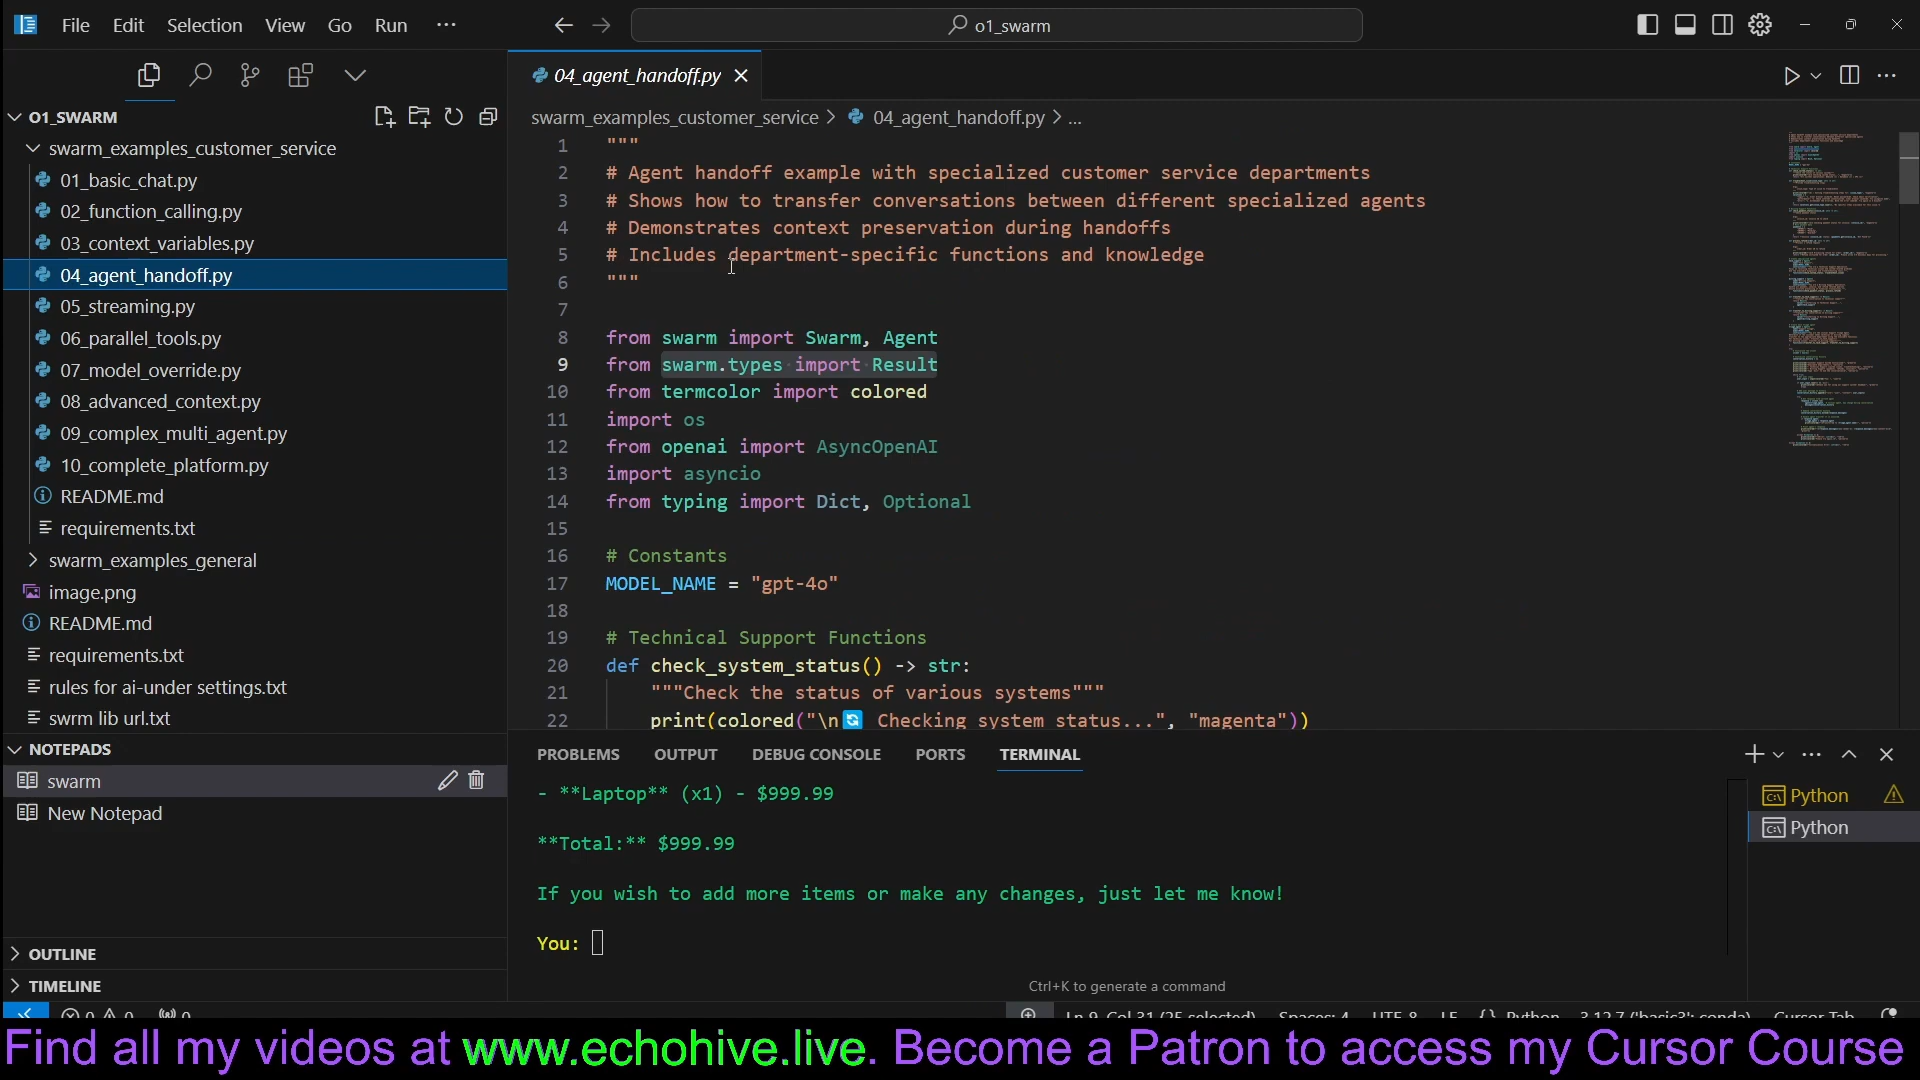 File Edit Selection View Go Run ···
o1_swarm
O1_SWARM
swarm_examples_customer_service
01_basic_chat.py
02_function_calling.py
03_context_variables.py
04_agent_handoff.py
05_streaming.py
06_parallel_tools.py
07_model_override.py
08_advanced_context.py
09_complex_multi_agent.py
10_complete_platform.py
README.md
requirements.txt
swarm_examples_general
image.png
README.md
requirements.txt
rules for ai-under settings.txt
swrm lib url.txt
NOTEPADS
swarm
New Notepad
OUTLINE
TIMELINE
04_agent_handoff.py
swarm_examples_customer_service > 04_agent_handoff.py > ...
1 """
2 # Agent handoff example with specialized customer service departments
3 # Shows how to transfer conversations between different specialized agents
4 # Demonstrates context preservation during handoffs
5 # Includes department-specific functions and knowledge
6 """
7
8 from swarm import Swarm, Agent
9 from swarm.types import Result
10 from termcolor import colored
11 import os
12 from openai import AsyncOpenAI
13 import asyncio
14 from typing import Dict, Optional
15
16 # Constants
17 MODEL_NAME = "gpt-4o"
18
19 # Technical Support Functions
20 def check_system_status() -> str:
21 """Check the status of various systems"""
22 print(colored("\n🔄 Checking system status...", "magenta"))
PROBLEMS OUTPUT DEBUG CONSOLE PORTS TERMINAL
- **Laptop** (x1) - $999.99
**Total:** $999.99
If you wish to add more items or make any changes, just let me know!
You:
Ctrl+K to generate a command
Python
Python
0 0 0 Ln 9, Col 31 (25 selected) Spaces: 4 UTF-8 LF {} Python 3.12.7 ('basic3': conda) Cursor Tab
Find all my videos at www.echohive.live. Become a Patron to access my Cursor Course